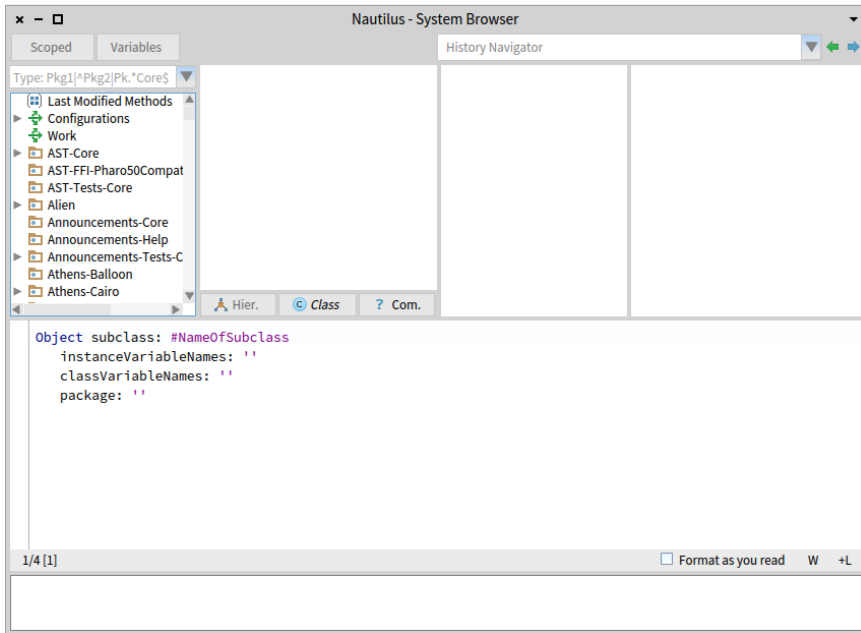 Nautilus - System Browser
Scoped Variables History Navigator
Type: Pkg1|^Pkg2|Pk.*Core$
Last Modified Methods
Configurations
Work
AST-Core
AST-FFI-Pharo50Compat
AST-Tests-Core
Alien
Announcements-Core
Announcements-Help
Announcements-Tests-C
Athens-Balloon
Athens-Cairo
Hier. C Class ? Com.
Object subclass: #NameOfSubclass
instanceVariableNames: ''
classVariableNames: ''
package: ''
1/4 [1] Format as you read W +L